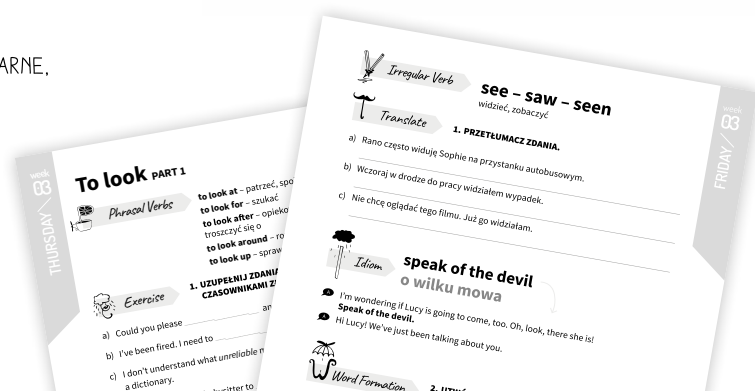 ARNE,
week
03
THURSDAY
To look PART 1
Phrasal Verbs
to look at – patrzeć, spo
to look for – szukać
to look after – opieko
troszczyć się o
to look around – ro
to look up – spraw
Exercise
1. UZUPEŁNIJ ZDANIA
CZASOWNIKAMI Z
a) Could you please
an
b) I've been fired. I need to
c) I don't understand what unreliable m
a dictionary.
sitter to
week
03
FRIDAY
Irregular Verb
see – saw – seen
widzieć, zobaczyć
Translate
1. PRZETŁUMACZ ZDANIA.
a) Rano często widuję Sophie na przystanku autobusowym.
b) Wczoraj w drodze do pracy widziałem wypadek.
c) Nie chcę oglądać tego filmu. Już go widziałam.
Idiom
speak of the devil
o wilku mowa
A I'm wondering if Lucy is going to come, too. Oh, look, there she is!
Speak of the devil.
B Hi Lucy! We've just been talking about you.
Word Formation